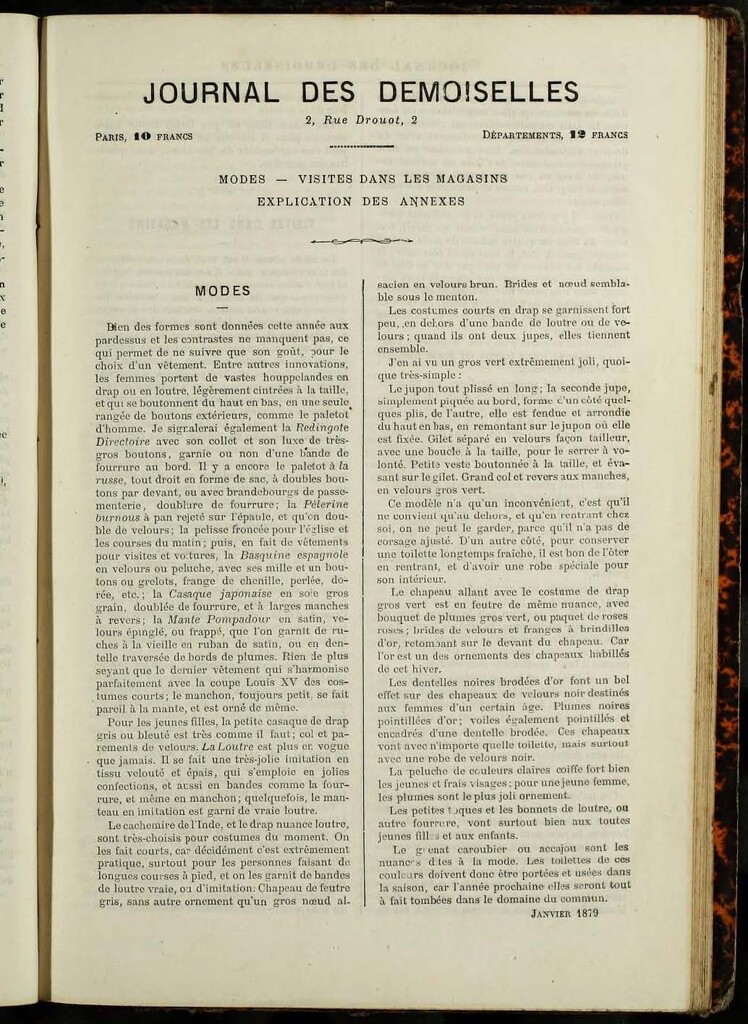 JOURNAL DES DEMOISELLES
2, Rue Drouot, 2
PARIS, 10 FRANCS
DÉPARTEMENTS, 12 FRANCS
MODES — VISITES DANS LES MAGASINS
EXPLICATION DES ANNEXES
MODES
Bien des formes sont données cette année aux
pardessus et les contrastes ne manquent pas, ce
qui permet de ne suivre que son goût, pour le
choix d'un vêtement. Entre autres innovations,
les femmes portent de vastes houppelandes en
drap ou en loutre, légèrement cintrées à la taille,
et qui se boutonnent du haut en bas, en une seule
rangée de boutons extérieurs, comme le paletot
d'homme. Je signalerai également la Redingote
Directoire avec son collet et son luxe de très-
gros boutons, garnie ou non d'une bande de
fourrure au bord. Il y a encore le paletot à la
russe, tout droit en forme de sac, à doubles bou-
tons par devant, ou avec brandebourgs de passe-
menterie, doublure de fourrure; la Pèlerine
burnous à pan rejeté sur l'épaule, et qu'on dou-
ble de velours; la pelisse froncée pour l'église et
les courses du matin; puis, en fait de vêtements
pour visites et voitures, la Basquine espagnole
en velours ou peluche, avec ses mille et un bou-
tons ou grelots, frange de chenille, perlée, do-
rée, etc.; la Casaque japonaise en soie gros
grain, doublée de fourrure, et à larges manches
à revers; la Mante Pompadour en satin, ve-
lours épinglé, ou frappé, que l'on garnit de ru-
ches à la vieille en ruban de satin, ou en den-
telle traversée de bords de plumes. Rien de plus
seyant que le dernier vêtement qui s'harmonise
parfaitement avec la coupe Louis XV des cos-
tumes courts; le manchon, toujours petit, se fait
pareil à la mante, et est orné de même.
Pour les jeunes filles, la petite casaque de drap
gris ou bleuté est très comme il faut; col et pa-
rements de velours. La Loutre est plus en vogue
que jamais. Il se fait une très-jolie imitation en
tissu velouté et épais, qui s'emploie en jolies
confections, et aussi en bandes comme la four-
rure, et même en manchon; quelquefois, le man-
teau en imitation est garni de vraie loutre.
Le cachemire de l'Inde, et le drap nuance loutre,
sont très-choisis pour costumes du moment. On
les fait courts, car décidément c'est extrêmement
pratique, surtout pour les personnes faisant de
longues courses à pied, et on les garnit de bandes
de loutre vraie, ou d'imitation. Chapeau de feutre
gris, sans autre ornement qu'un gros nœud al-
sacien en velours brun. Brides et nœud sembla-
ble sous le menton.
Les costumes courts en drap se garnissent fort
peu, en dehors d'une bande de loutre ou de ve-
lours; quand ils ont deux jupes, elles tiennent
ensemble.
J'en ai vu un gros vert extrêmement joli, quoi-
que très-simple :
Le jupon tout plissé en long; la seconde jupe,
simplement piquée au bord, forme d'un côté quel-
ques plis, de l'autre, elle est fendue et arrondie
du haut en bas, en remontant sur le jupon où elle
est fixée. Gilet séparé en velours façon tailleur,
avec une boucle à la taille, pour le serrer à vo-
lonté. Petite veste boutonnée à la taille, et éva-
sant sur le gilet. Grand col et revers aux manches,
en velours gros vert.
Ce modèle n'a qu'un inconvénient, c'est qu'il
ne convient qu'au dehors, et qu'en rentrant chez
soi, on ne peut le garder, parce qu'il n'a pas de
corsage ajusté. D'un autre côté, pour conserver
une toilette longtemps fraîche, il est bon de l'ôter
en rentrant, et d'avoir une robe spéciale pour
son intérieur.
Le chapeau allant avec le costume de drap
gros vert est en feutre de même nuance, avec
bouquet de plumes gros vert, ou paquet de roses
roses; brides de velours et franges à brindilles
d'or, retombant sur le devant du chapeau. Car
l'or est un des ornements des chapeaux habillés
de cet hiver.
Les dentelles noires brodées d'or font un bel
effet sur des chapeaux de velours noir destinés
aux femmes d'un certain âge. Plumes noires
pointillées d'or; voiles également pointillés et
encadrés d'une dentelle brodée. Ces chapeaux
vont avec n'importe quelle toilette, mais surtout
avec une robe de velours noir.
La peluche de couleurs claires coiffe fort bien
les jeunes et frais visages; pour une jeune femme,
les plumes sont le plus joli ornement.
Les petites toques et les bonnets de loutre, ou
autre fourrure, vont surtout bien aux toutes
jeunes filles et aux enfants.
Le grenat caroubier ou accajou sont les
nuances dites à la mode. Les toilettes de ces
couleurs doivent donc être portées et usées dans
la saison, car l'année prochaine elles seront tout
à fait tombées dans le domaine du commun.
JANVIER 1879